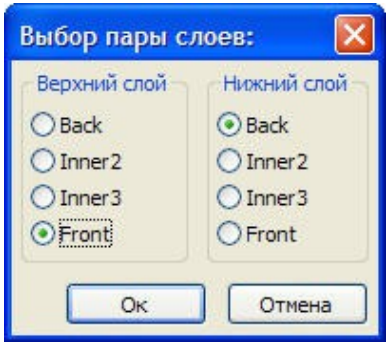 Выбор пары слоев:
Верхний слой
Нижний слой
Back
Back
Inner2
Inner2
Inner3
Inner3
Front
Front
Ок
Отмена